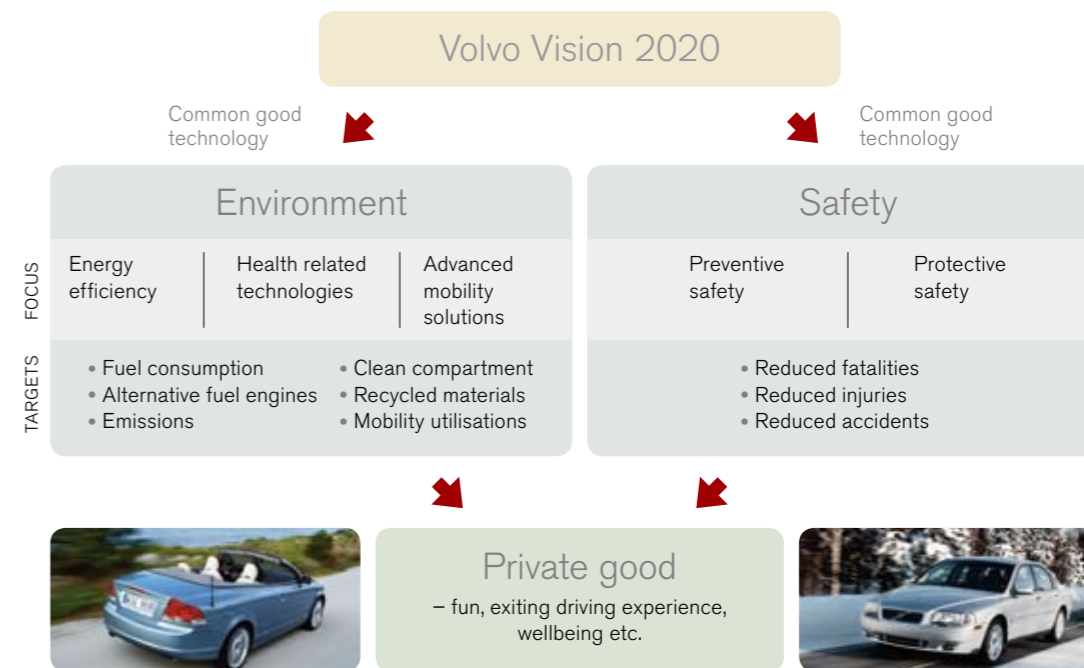 Volvo Vision 2020
Common good
technology
Common good
technology
Environment
Safety
FOCUS
Energy
efficiency
Health related
technologies
Advanced
mobility
solutions
Preventive
safety
Protective
safety
TARGETS
• Fuel consumption
• Alternative fuel engines
• Emissions
• Clean compartment
• Recycled materials
• Mobility utilisations
• Reduced fatalities
• Reduced injuries
• Reduced accidents
Private good
– fun, exiting driving experience,
wellbeing etc.